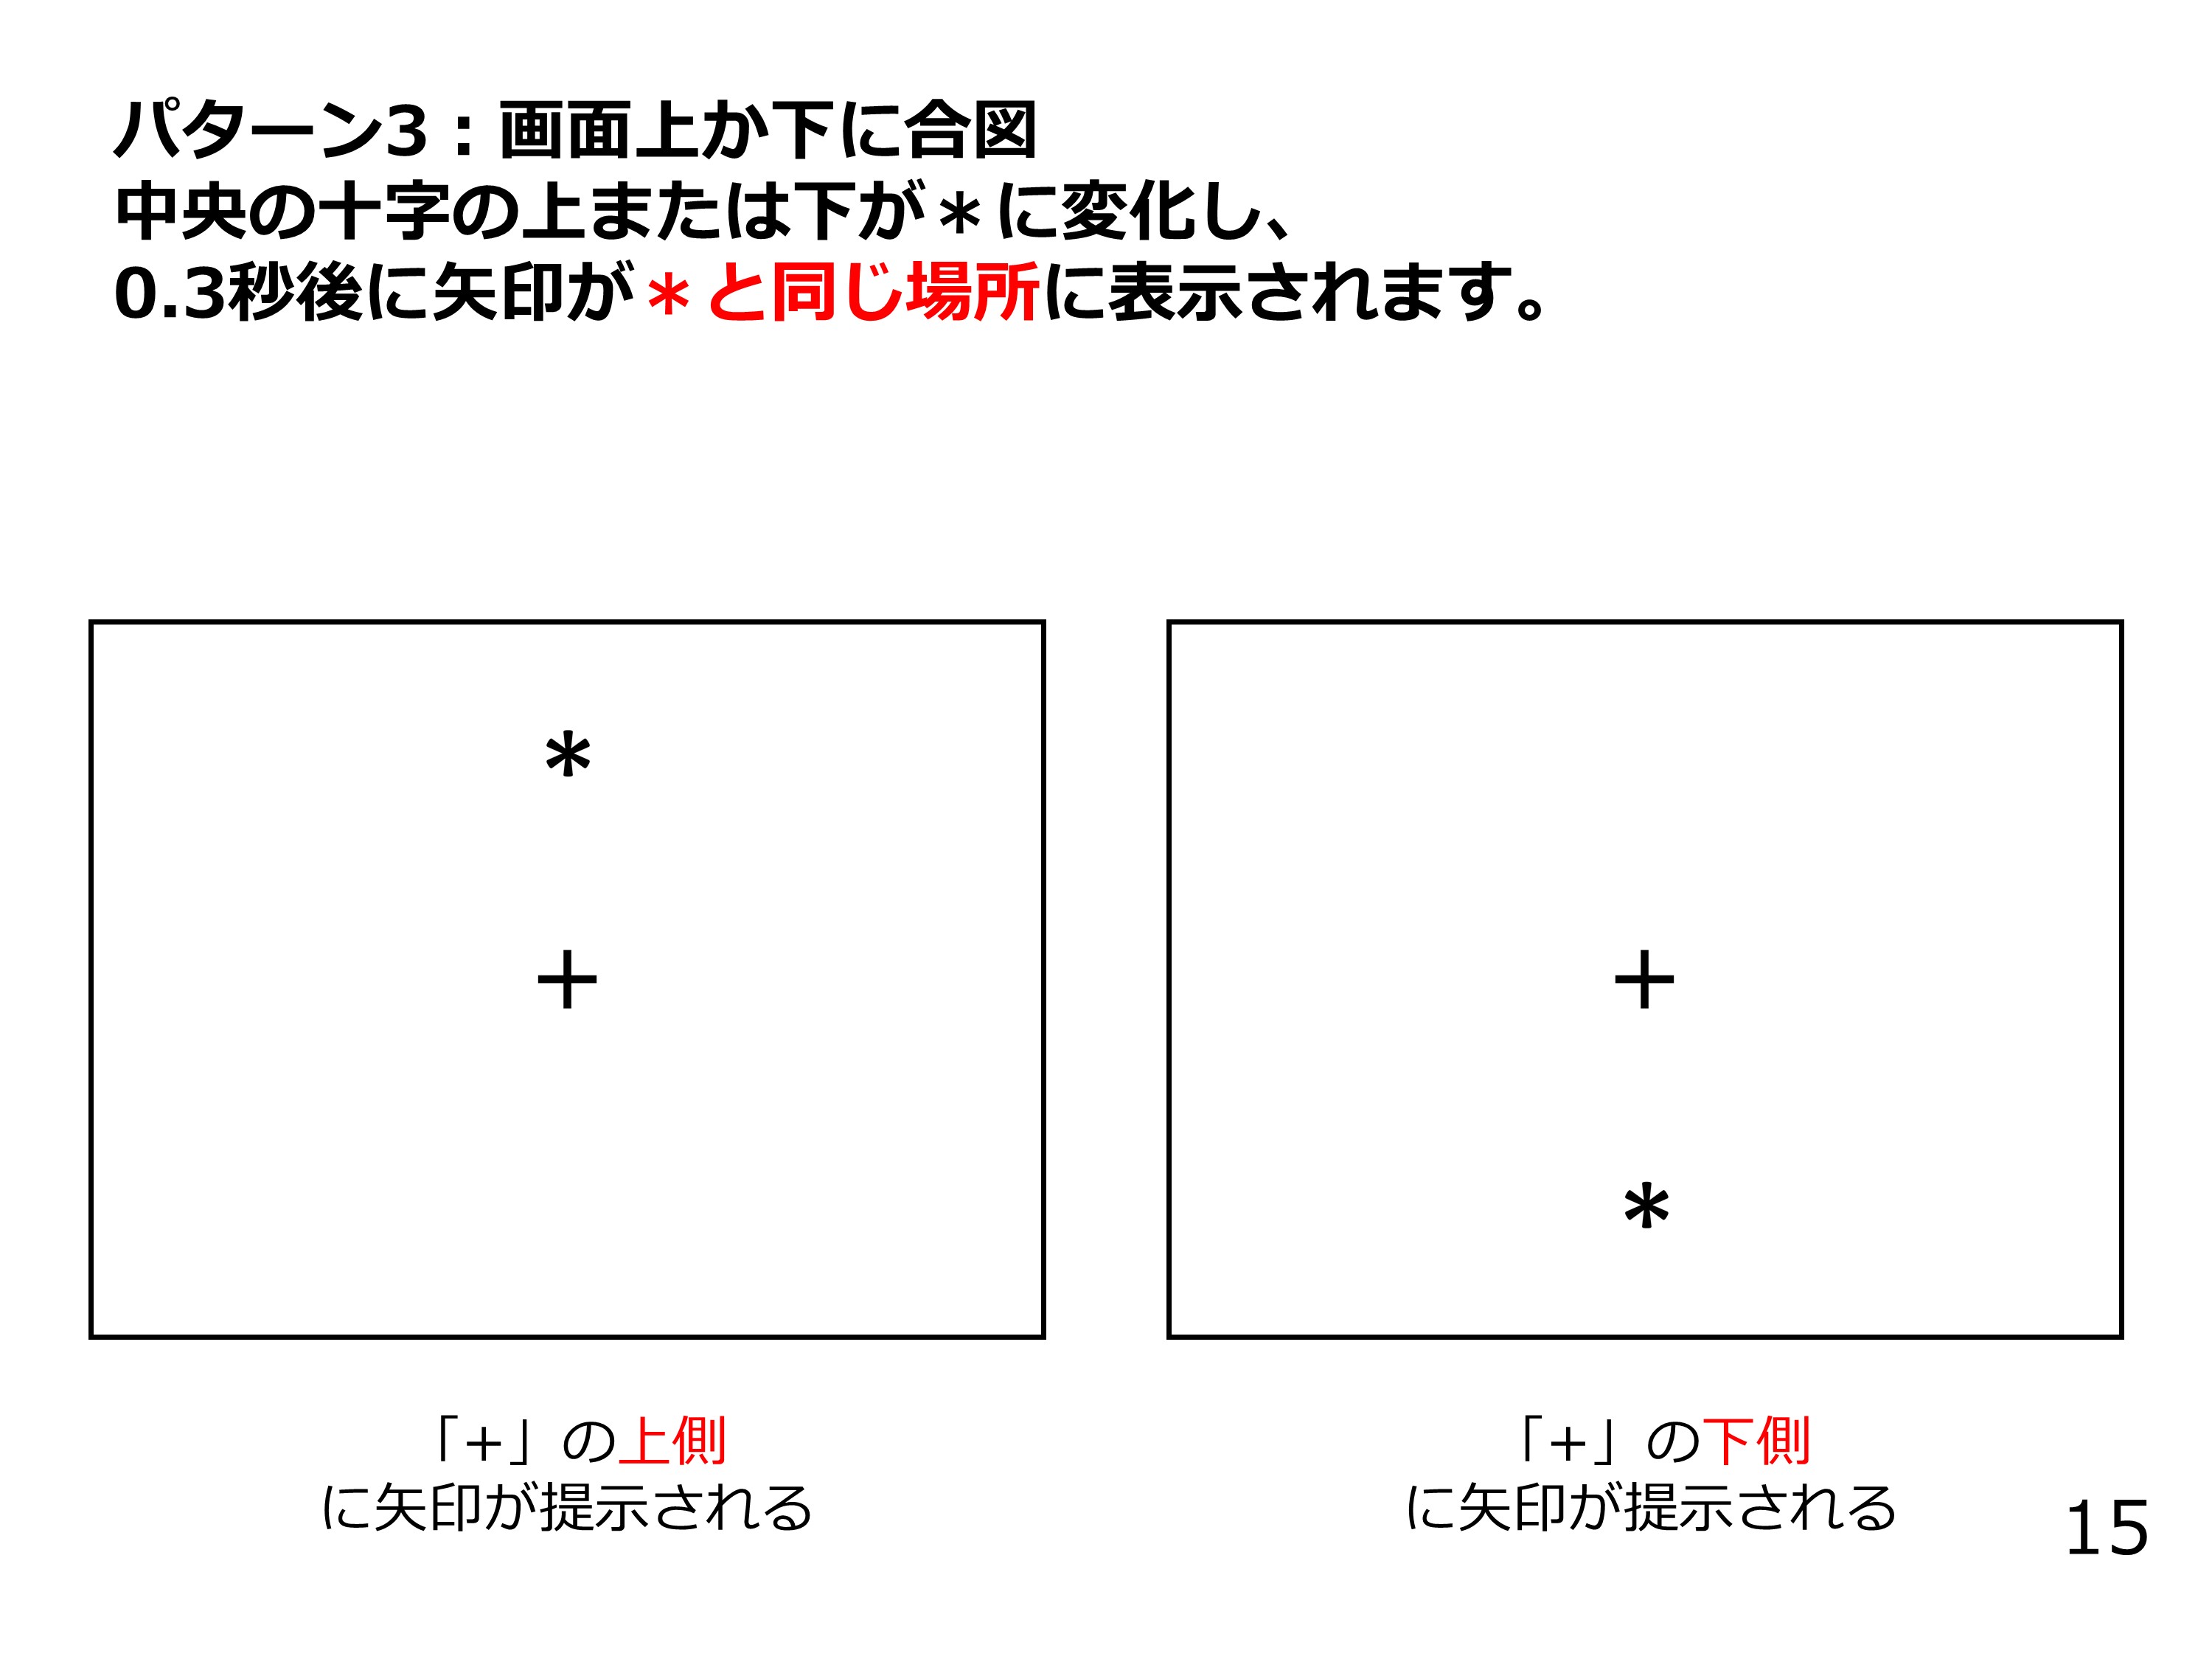 パターン3：画面上か下に合図
中央の十字の上または下が＊に変化し、
0.3秒後に矢印が＊と同じ場所に表示されます。
*
+
+
*
「+」の上側
に矢印が提示される
「+」の下側
に矢印が提示される
15